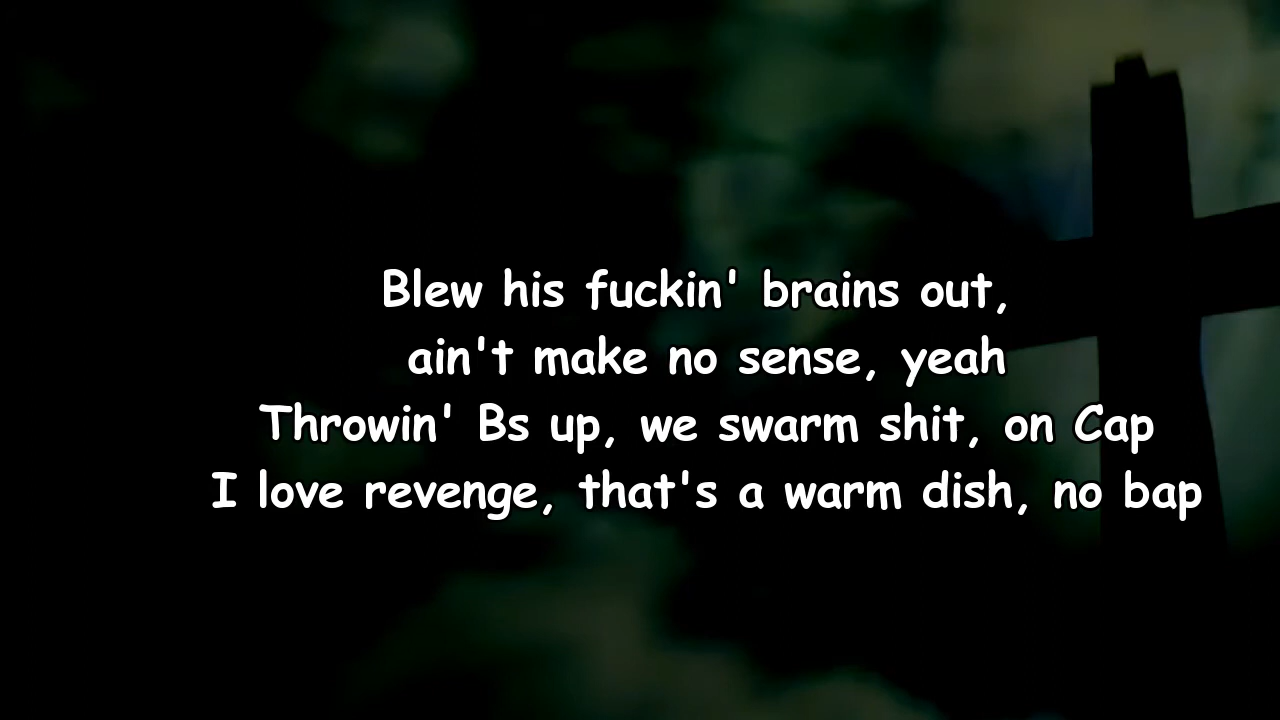 Blew his fuckin' brains out,
ain't make no sense, yeah
Throwin' Bs up, we swarm shit, on Cap
I love revenge, that's a warm dish, no bap